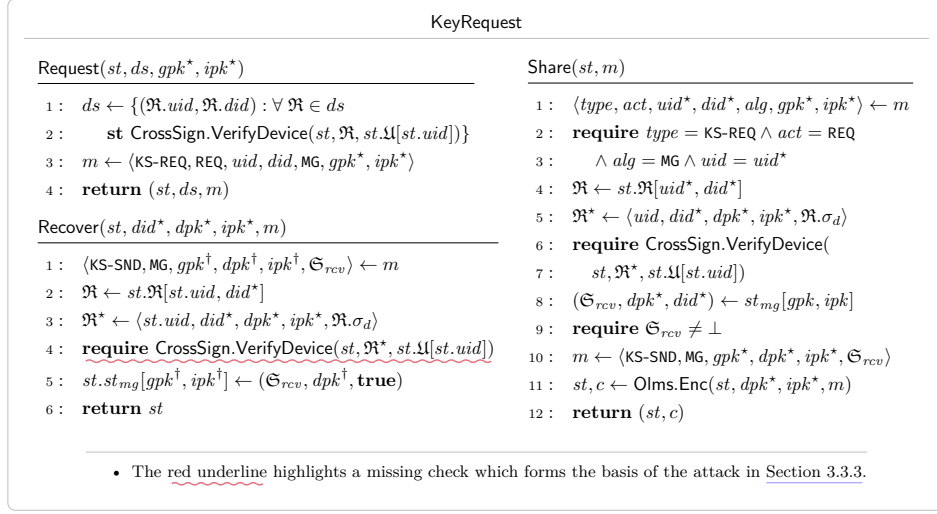 KeyRequest
Request(st, ds, gpk⋆, ipk⋆)
1 : ds ← {(ℜ.uid, ℜ.did) : ∀ ℜ ∈ ds
2 : st CrossSign.VerifyDevice(st, ℜ, st.𝔘[st.uid])}
3 : m ← ⟨KS-REQ, REQ, uid, did, MG, gpk⋆, ipk⋆⟩
4 : return (st, ds, m)
Recover(st, did⋆, dpk⋆, ipk⋆, m)
1 : ⟨KS-SND, MG, gpk†, dpk†, ipk†, 𝔖rcv⟩ ← m
2 : ℜ ← st.ℜ[st.uid, did⋆]
3 : ℜ⋆ ← ⟨st.uid, did⋆, dpk⋆, ipk⋆, ℜ.σd⟩
4 : require CrossSign.VerifyDevice(st, ℜ⋆, st.𝔘[st.uid])
5 : st.stmg[gpk†, ipk†] ← (𝔖rcv, dpk†, true)
6 : return st
Share(st, m)
1 : ⟨type, act, uid⋆, did⋆, alg, gpk⋆, ipk⋆⟩ ← m
2 : require type = KS-REQ ∧ act = REQ
3 : ∧ alg = MG ∧ uid = uid⋆
4 : ℜ ← st.ℜ[uid⋆, did⋆]
5 : ℜ⋆ ← ⟨uid, did⋆, dpk⋆, ipk⋆, ℜ.σd⟩
6 : require CrossSign.VerifyDevice(
7 : st, ℜ⋆, st.𝔘[st.uid])
8 : (𝔖rcv, dpk⋆, did⋆) ← stmg[gpk, ipk]
9 : require 𝔖rcv ≠ ⊥
10 : m ← ⟨KS-SND, MG, gpk⋆, dpk⋆, ipk⋆, 𝔖rcv⟩
11 : st, c ← Olms.Enc(st, dpk⋆, ipk⋆, m)
12 : return (st, c)
• The red underline highlights a missing check which forms the basis of the attack in Section 3.3.3.